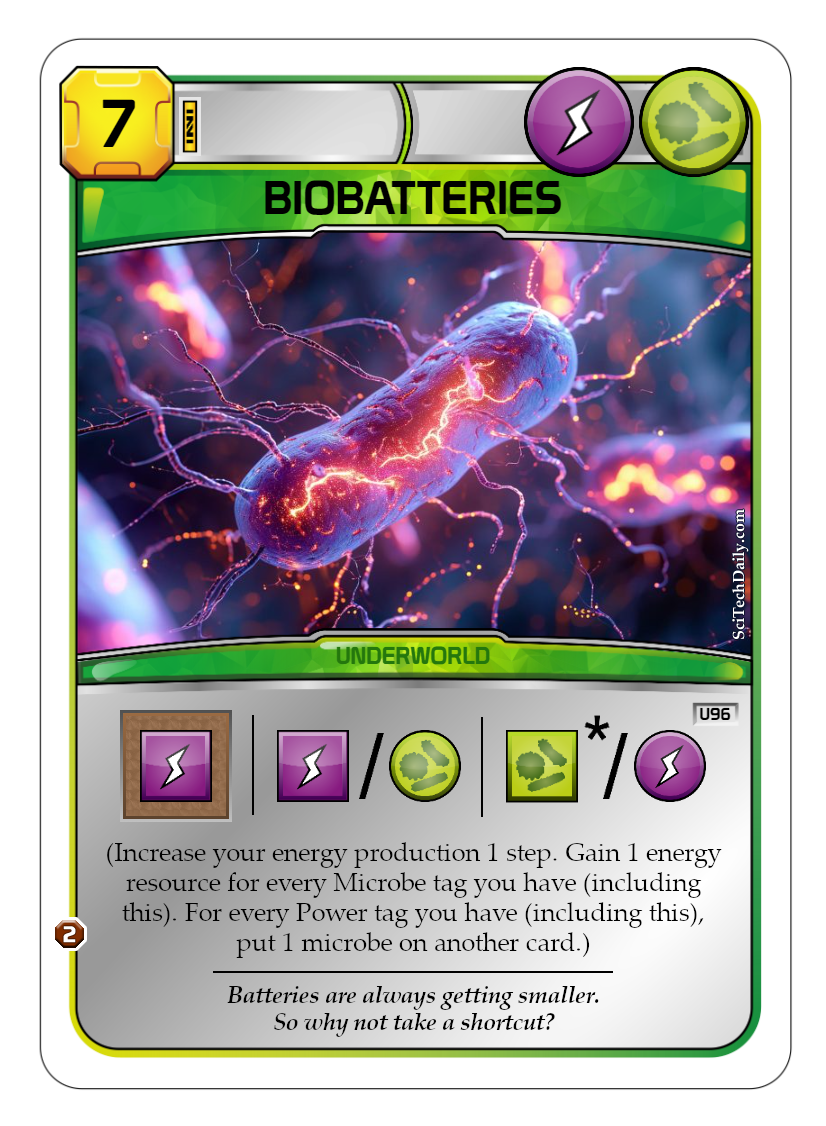 7
BIOBATTERIES
SciTechDaily.com
UNDERWORLD
U96
* / /
(Increase your energy production 1 step. Gain 1 energy
resource for every Microbe tag you have (including
this). For every Power tag you have (including this),
put 1 microbe on another card.)
2
Batteries are always getting smaller.
So why not take a shortcut?